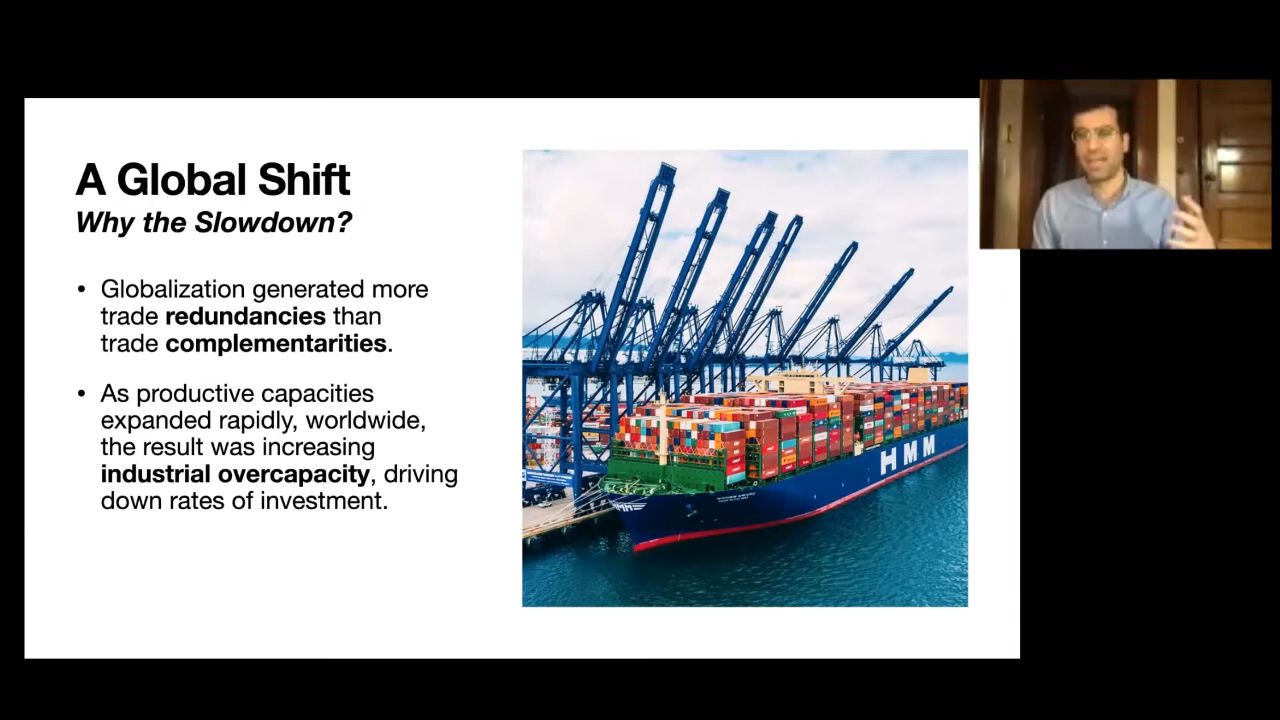 A Global Shift
Why the Slowdown?
• Globalization generated more
trade redundancies than
trade complementarities.
• As productive capacities
expanded rapidly, worldwide,
the result was increasing
industrial overcapacity, driving
down rates of investment.
HMM
HMM